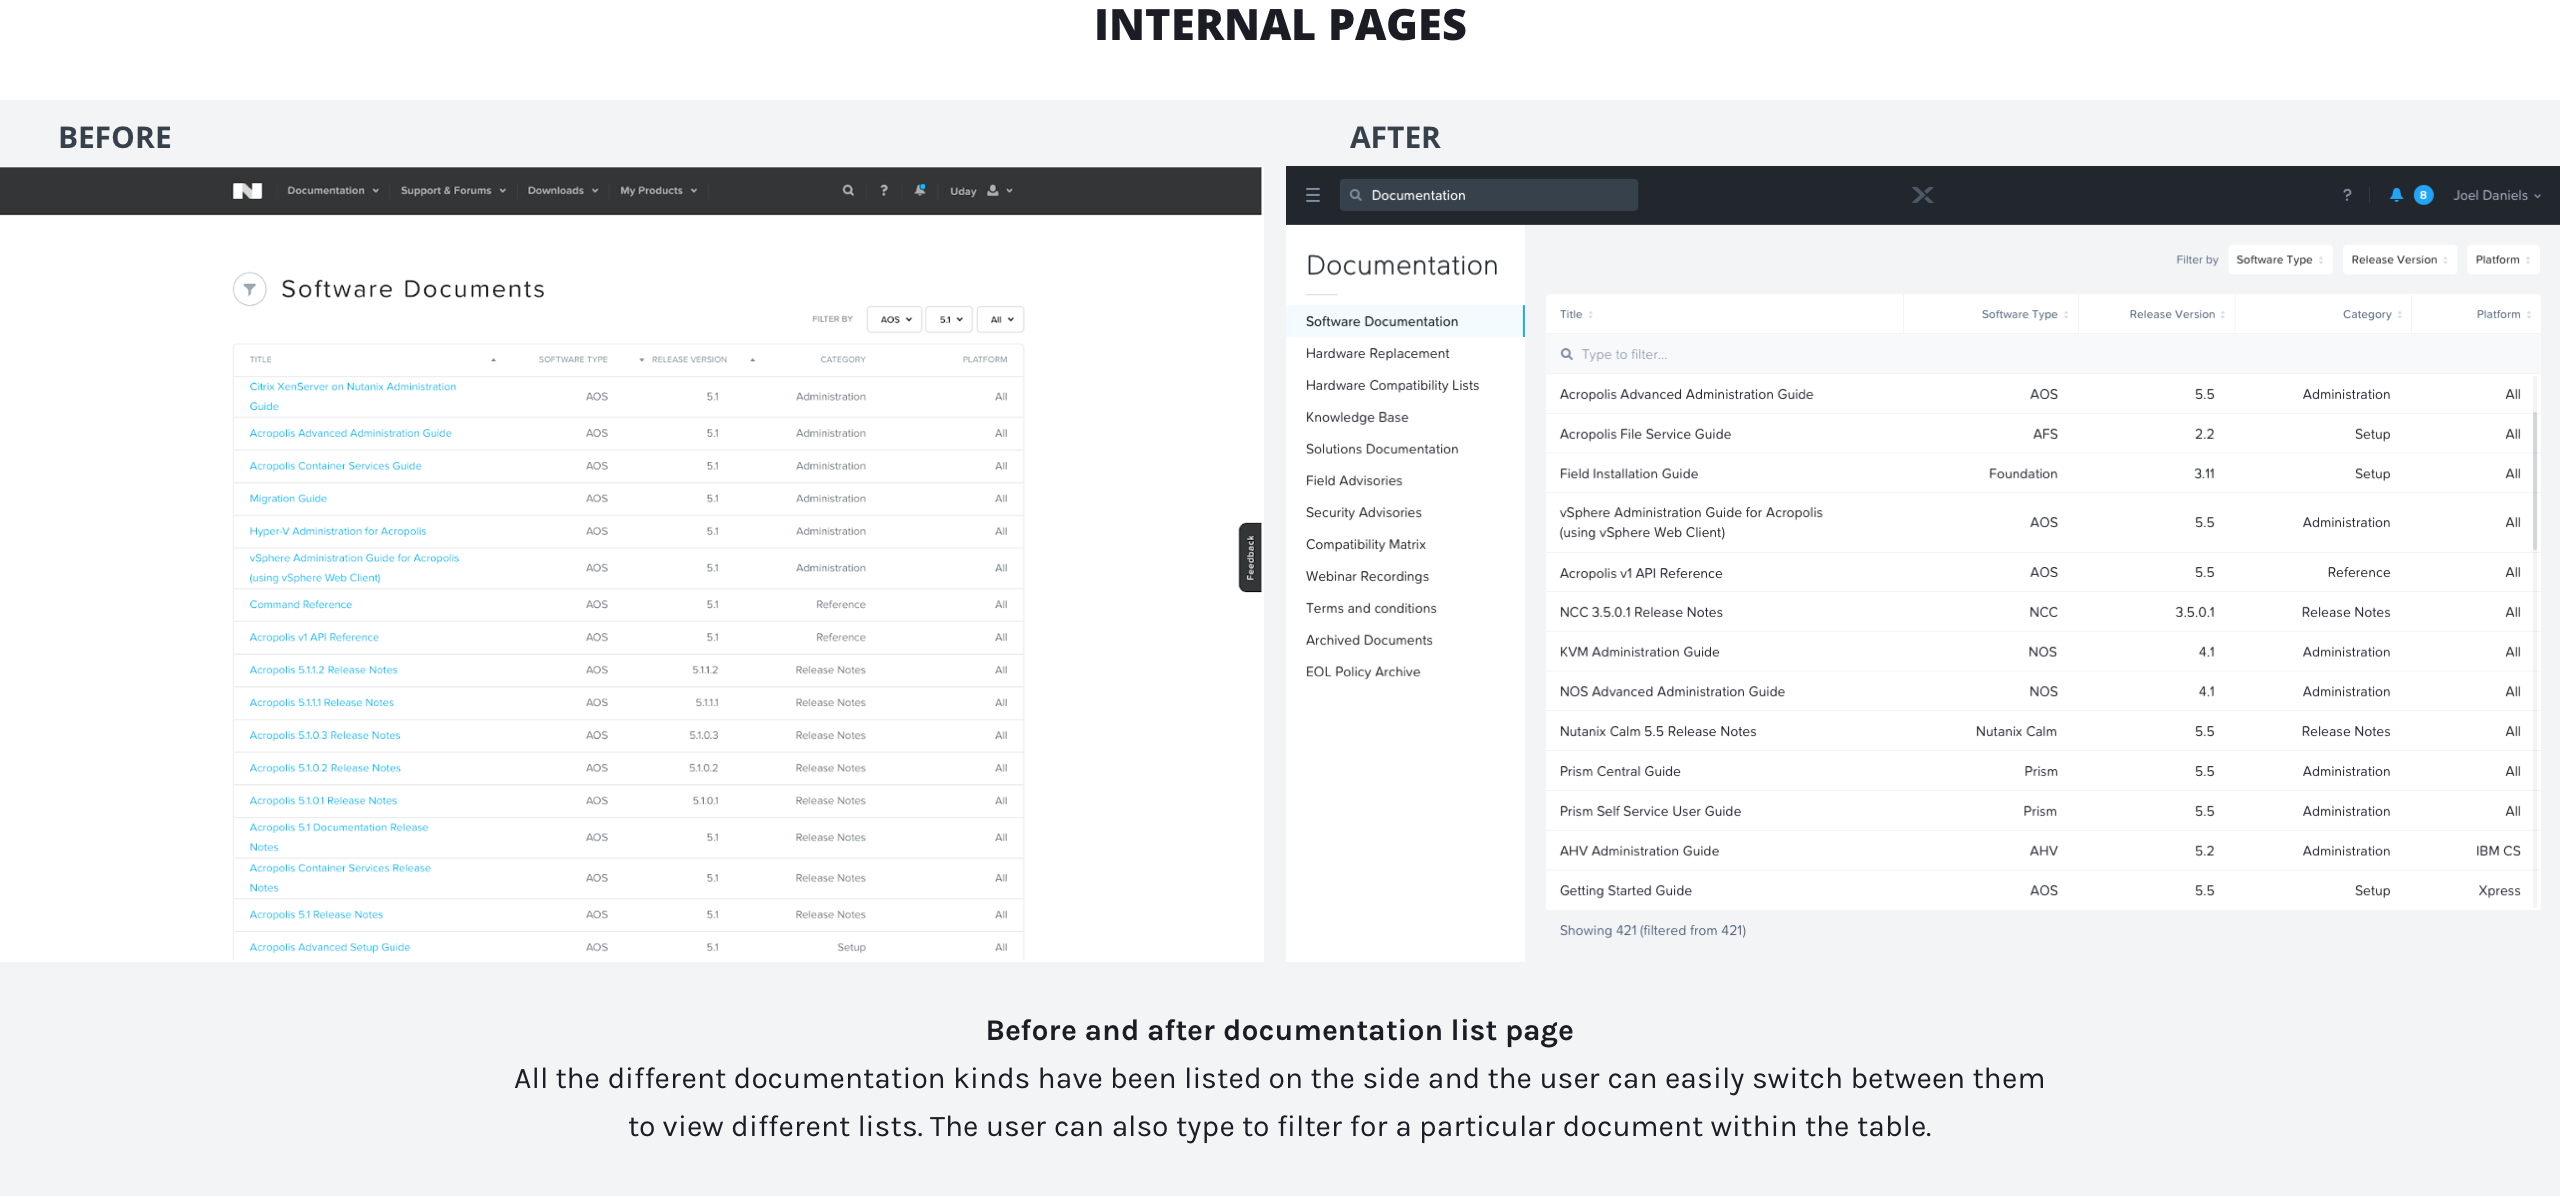 INTERNAL PAGES
BEFORE
Documentation Support & Forums Downloads My Products ? Uday
Software Documents
FILTER BY AOS 5.1 All
TITLE SOFTWARE TYPE RELEASE VERSION CATEGORY PLATFORM
Citrix XenServer on Nutanix Administration
Guide AOS 5.1 Administration All
Acropolis Advanced Administration Guide AOS 5.1 Administration All
Acropolis Container Services Guide AOS 5.1 Administration All
Migration Guide AOS 5.1 Administration All
Hyper-V Administration for Acropolis AOS 5.1 Administration All
vSphere Administration Guide for Acropolis
(using vSphere Web Client) AOS 5.1 Administration All
Command Reference AOS 5.1 Reference All
Acropolis v1 API Reference AOS 5.1 Reference All
Acropolis 5.1.1.2 Release Notes AOS 5.1.1.2 Release Notes All
Acropolis 5.1.1.1 Release Notes AOS 5.1.1.1 Release Notes All
Acropolis 5.1.0.3 Release Notes AOS 5.1.0.3 Release Notes All
Acropolis 5.1.0.2 Release Notes AOS 5.1.0.2 Release Notes All
Acropolis 5.1.0.1 Release Notes AOS 5.1.0.1 Release Notes All
Acropolis 5.1 Documentation Release
Notes AOS 5.1 Release Notes All
Acropolis Container Services Release
Notes AOS 5.1 Release Notes All
Acropolis 5.1 Release Notes AOS 5.1 Release Notes All
Acropolis Advanced Setup Guide AOS 5.1 Setup All
Feedback
AFTER
Documentation ? 8 Joel Daniels
Documentation
Software Documentation
Hardware Replacement
Hardware Compatibility Lists
Knowledge Base
Solutions Documentation
Field Advisories
Security Advisories
Compatibility Matrix
Webinar Recordings
Terms and conditions
Archived Documents
EOL Policy Archive
Filter by Software Type Release Version Platform
Title Software Type Release Version Category Platform
Type to filter...
Acropolis Advanced Administration Guide AOS 5.5 Administration All
Acropolis File Service Guide AFS 2.2 Setup All
Field Installation Guide Foundation 3.11 Setup All
vSphere Administration Guide for Acropolis
(using vSphere Web Client) AOS 5.5 Administration All
Acropolis v1 API Reference AOS 5.5 Reference All
NCC 3.5.0.1 Release Notes NCC 3.5.0.1 Release Notes All
KVM Administration Guide NOS 4.1 Administration All
NOS Advanced Administration Guide NOS 4.1 Administration All
Nutanix Calm 5.5 Release Notes Nutanix Calm 5.5 Release Notes All
Prism Central Guide Prism 5.5 Administration All
Prism Self Service User Guide Prism 5.5 Administration All
AHV Administration Guide AHV 5.2 Administration IBM CS
Getting Started Guide AOS 5.5 Setup Xpress
Showing 421 (filtered from 421)
Before and after documentation list page
All the different documentation kinds have been listed on the side and the user can easily switch between them
to view different lists. The user can also type to filter for a particular document within the table.